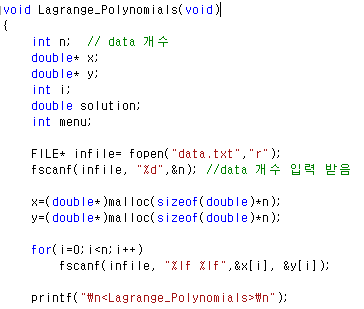 void Lagrange_Polynomials(void)
{
int n;  // data 개수
double* x;
double* y;
int i;
double solution;
int menu;
FILE* infile= fopen("data.txt","r");
fscanf(infile, "%d",&n); //data 개수 입력 받음
x=(double*)malloc(sizeof(double)*n);
y=(double*)malloc(sizeof(double)*n);
for(i=0;i<n;i++)
fscanf(infile, "%lf %lf",&x[i], &y[i]);
printf("₩n<Lagrange_Polynomials>₩n");